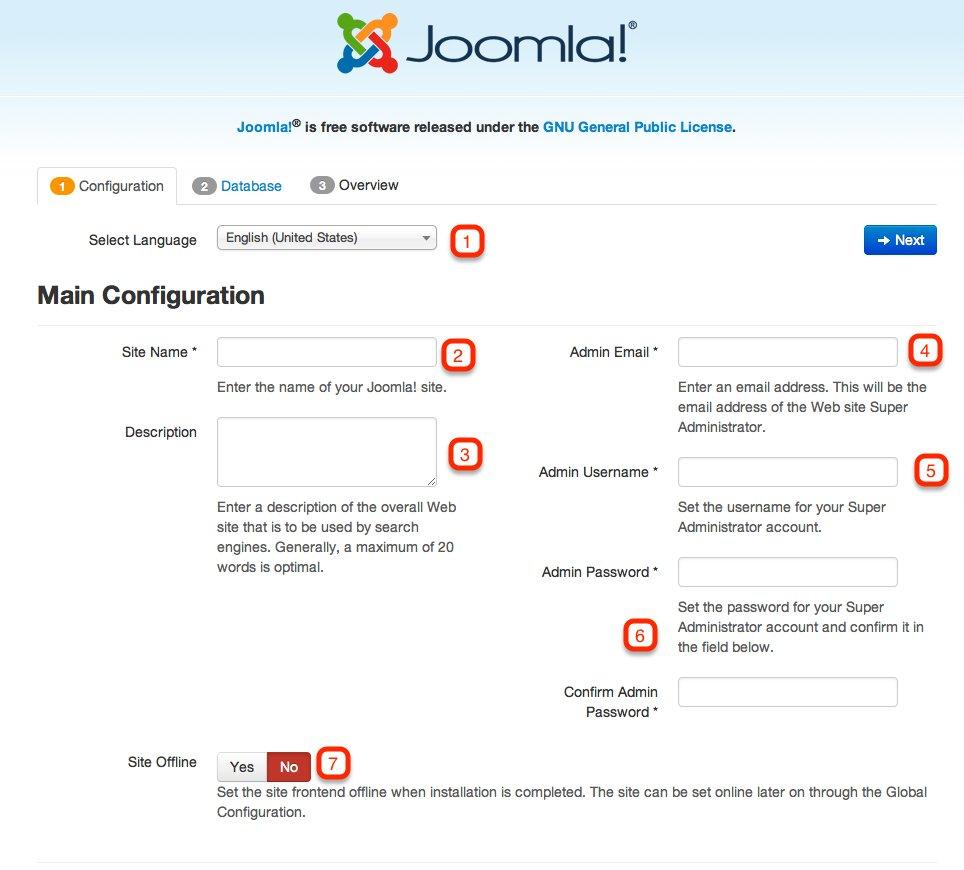 Joomla!®
Joomla!® is free software released under the GNU General Public License.
1 Configuration 2 Database 3 Overview
Select Language English (United States) 1 Next
Main Configuration
Site Name * 2
Enter the name of your Joomla! site.
Description 3
Enter a description of the overall Web
site that is to be used by search
engines. Generally, a maximum of 20
words is optimal.
Admin Email * 4
Enter an email address. This will be the
email address of the Web site Super
Administrator.
Admin Username * 5
Set the username for your Super
Administrator account.
Admin Password *
Set the password for your Super
Administrator account and confirm it in
the field below.
6
Confirm Admin
Password *
Site Offline Yes No 7
Set the site frontend offline when installation is completed. The site can be set online later on through the Global
Configuration.